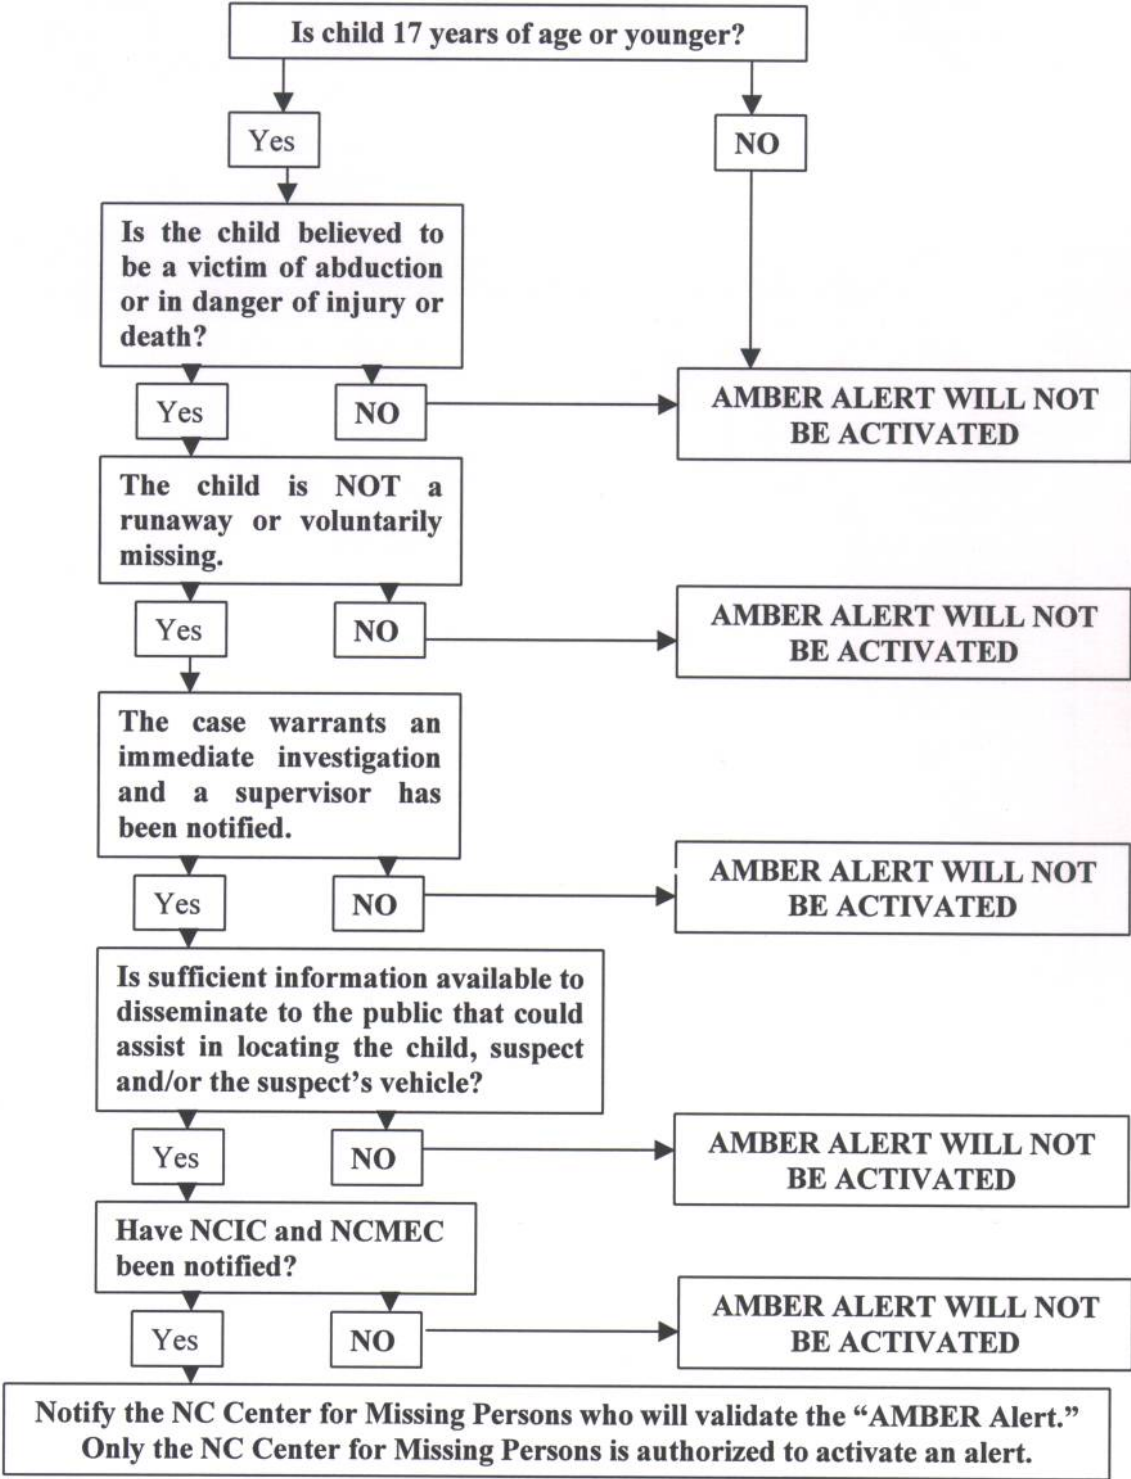 Is child 17 years of age or younger?
Yes
NO
Is the child believed to
be a victim of abduction
or in danger of injury or
death?
Yes
NO
AMBER ALERT WILL NOT
BE ACTIVATED
The child is NOT a
runaway or voluntarily
missing.
Yes
NO
AMBER ALERT WILL NOT
BE ACTIVATED
The case warrants an
immediate investigation
and a supervisor has
been notified.
Yes
NO
AMBER ALERT WILL NOT
BE ACTIVATED
Is sufficient information available to
disseminate to the public that could
assist in locating the child, suspect
and/or the suspect's vehicle?
Yes
NO
AMBER ALERT WILL NOT
BE ACTIVATED
Have NCIC and NCMEC
been notified?
Yes
NO
AMBER ALERT WILL NOT
BE ACTIVATED
Notify the NC Center for Missing Persons who will validate the “AMBER Alert.”
Only the NC Center for Missing Persons is authorized to activate an alert.